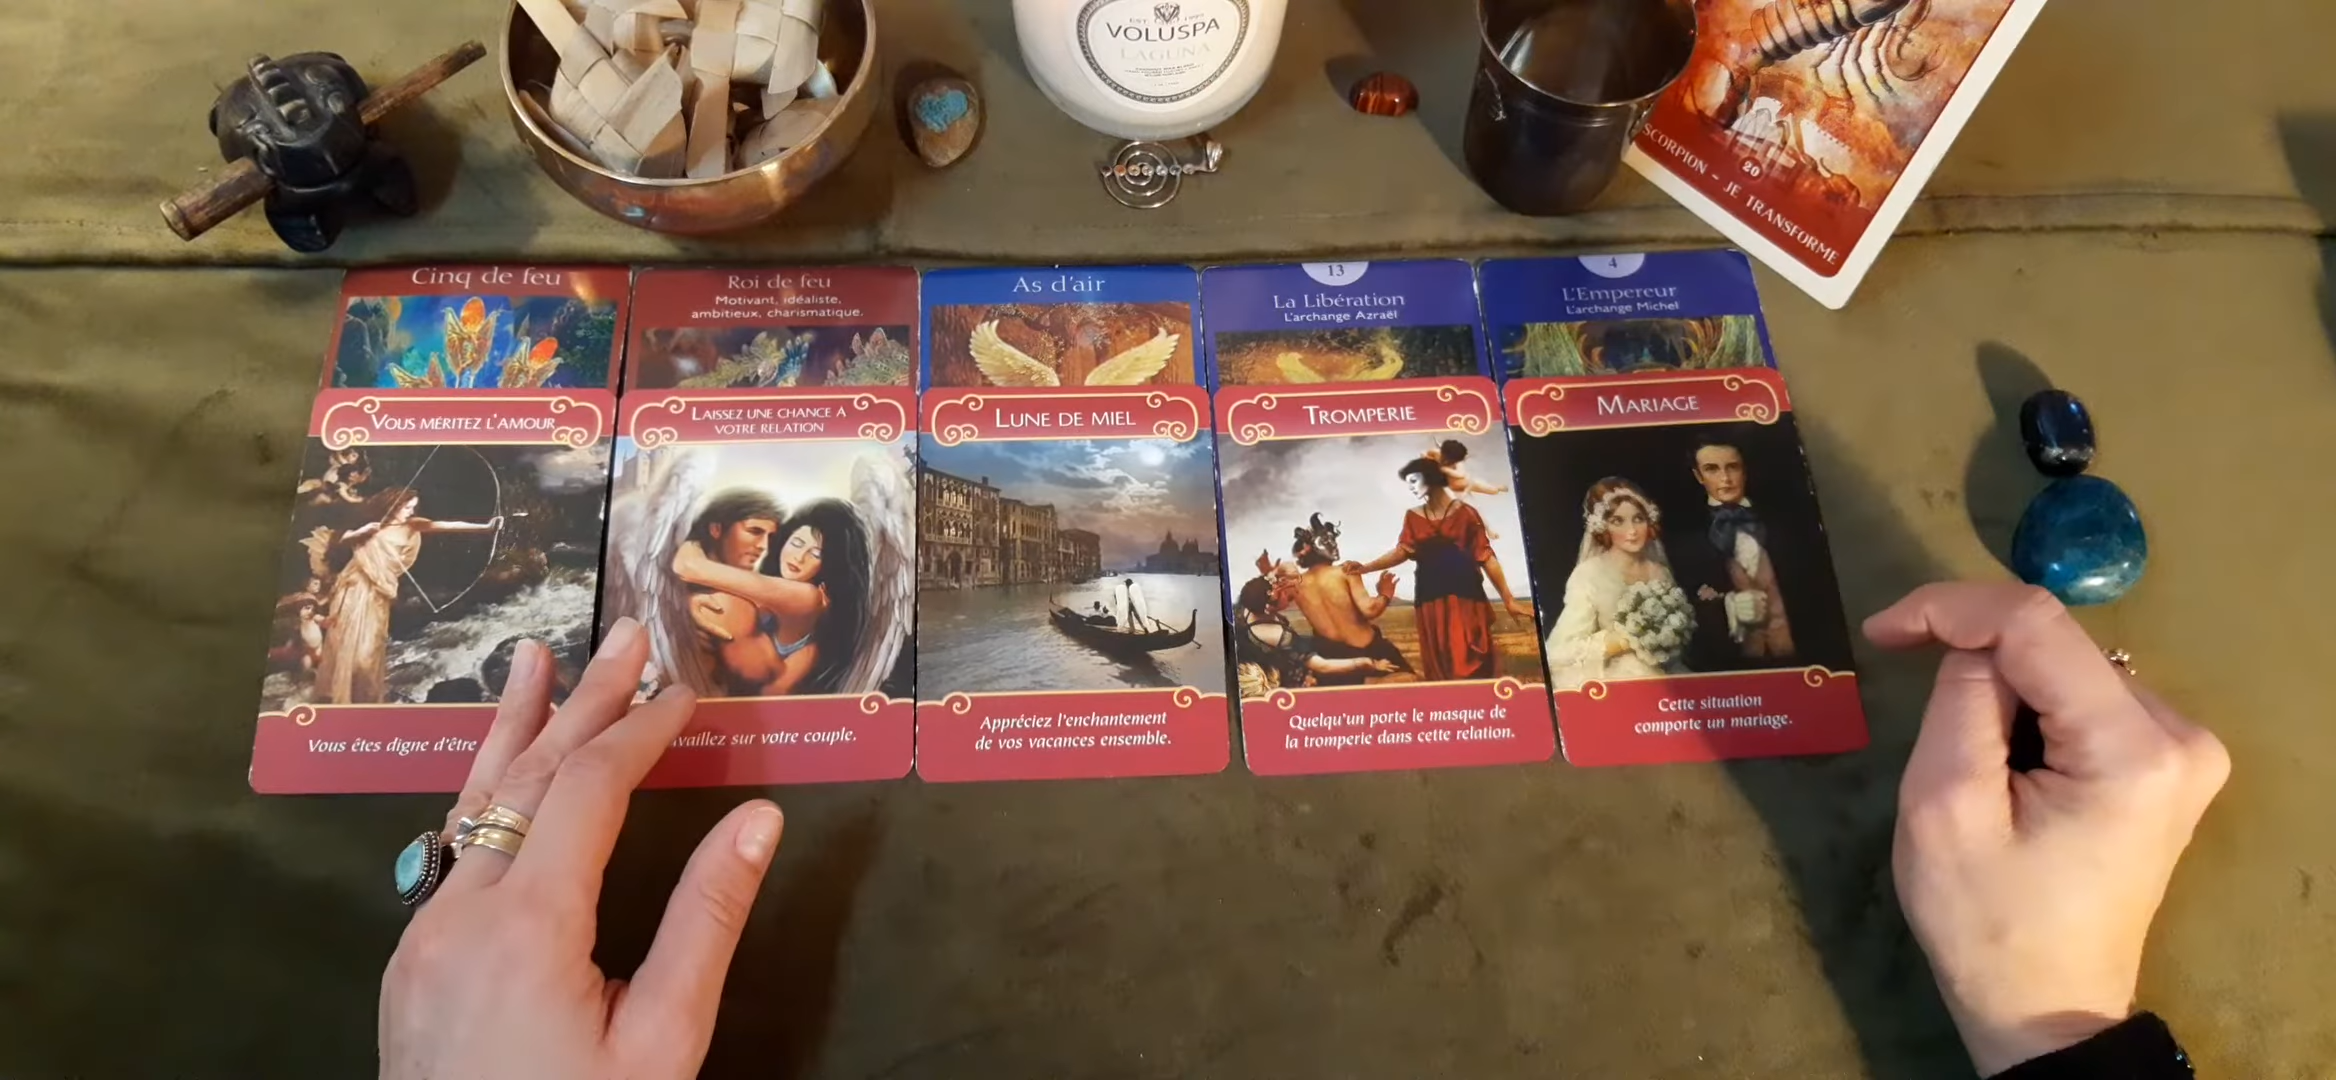 EST. 1999
VOLUSPA
LAGUNA
20
SCORPION - JE TRANSFORME
Cinq de feu
Roi de feu
Motivant, idéaliste,
ambitieux, charismatique.
As d'air
13
La Libération
L'archange Azraël
4
L'Empereur
L'archange Michel
VOUS MÉRITEZ L'AMOUR
Vous êtes digne d'être
LAISSEZ UNE CHANCE À
VOTRE RELATION
sur votre couple.
LUNE DE MIEL
Appréciez l'enchantement
de vos vacances ensemble.
TROMPERIE
Quelqu'un porte le masque de
la tromperie dans cette relation.
MARIAGE
Cette situation
comporte un mariage.